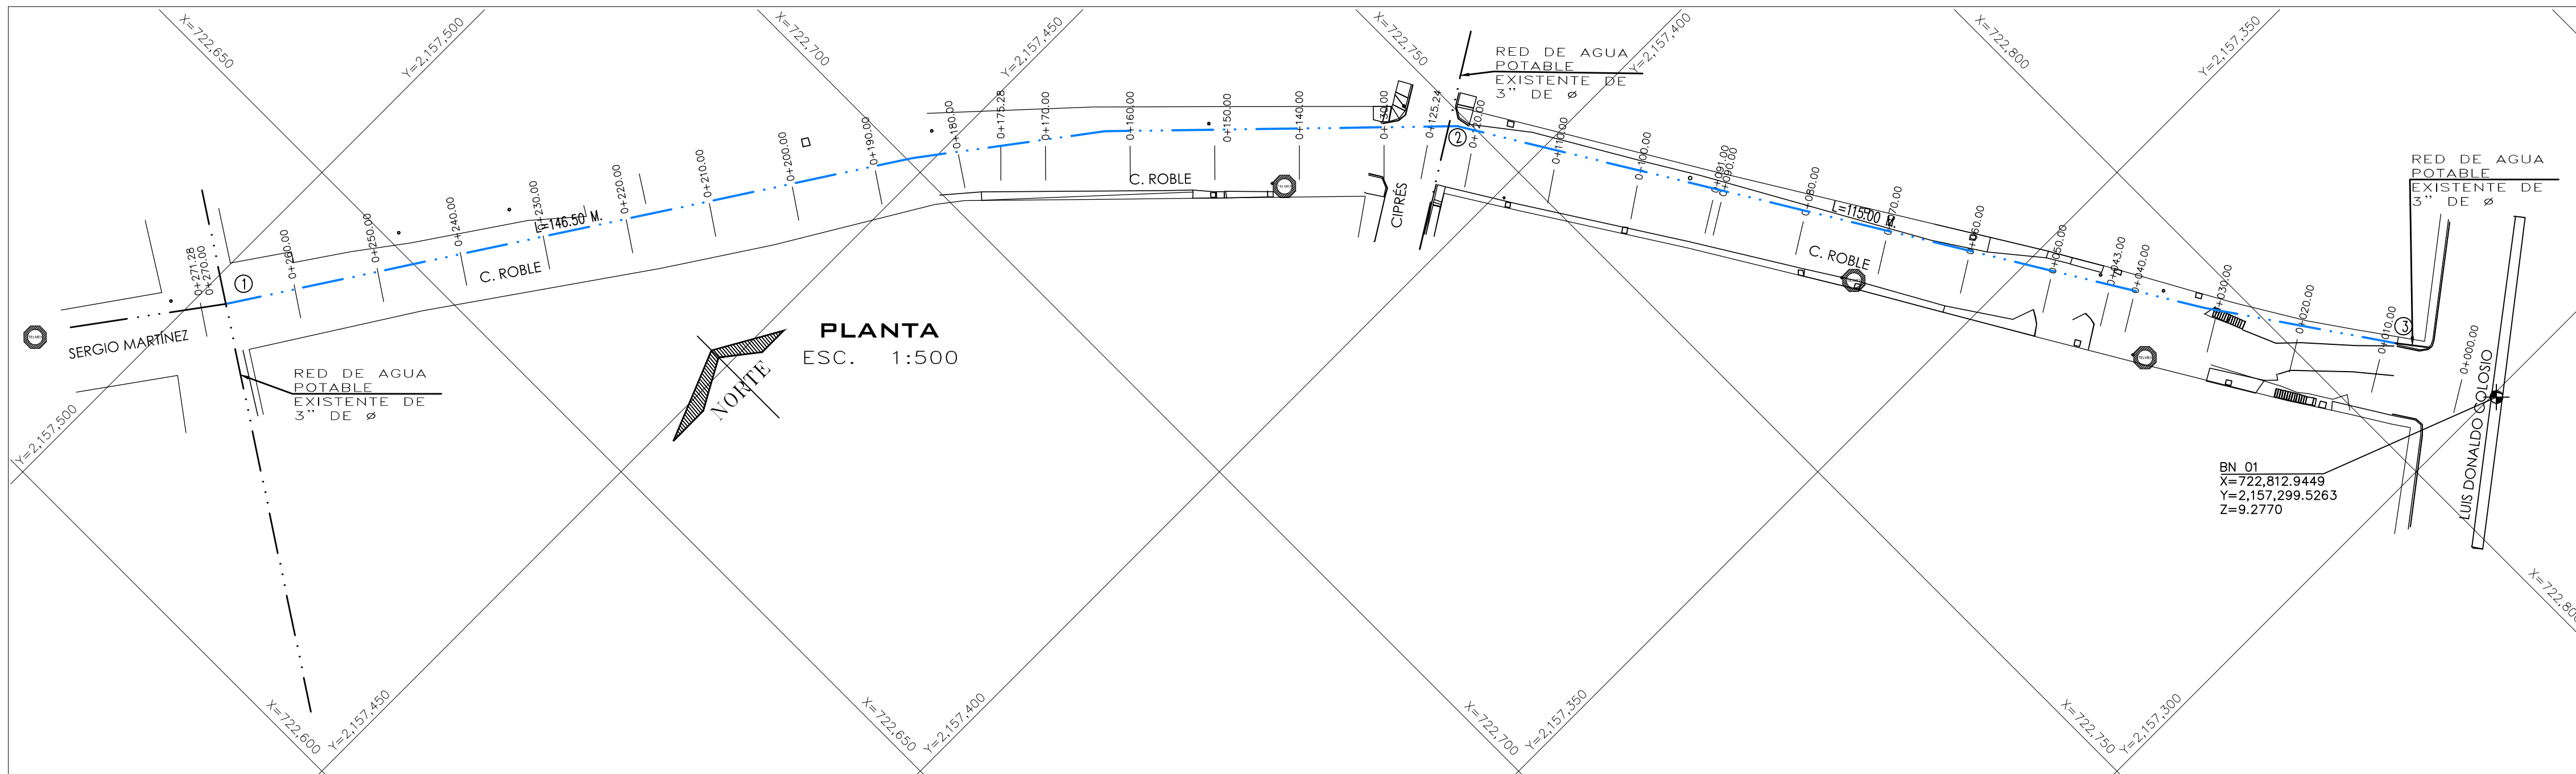 X=722,650
Y=2,157,500
X=722,700
Y=2,157,450
X=722,750
Y=2,157,400
X=722,800
Y=2,157,350
RED DE AGUA
POTABLE
EXISTENTE DE
3" DE ø
RED DE AGUA
POTABLE
EXISTENTE DE
3" DE ø
0+271.28
0+270.00
0+260.00
0+250.00
0+240.00
0+230.00
0+220.00
0+210.00
0+200.00
0+190.00
0+180.00
0+175.28
0+170.00
0+160.00
0+150.00
0+140.00
0+130.00
0+125.24
0+120.00
0+110.00
0+100.00
0+091.00
0+090.00
0+080.00
0+070.00
0+060.00
0+050.00
0+043.00
0+040.00
0+030.00
0+020.00
0+010.00
0+000.00
1
2
3
L=146.50 M.
L=115.00 M.
C. ROBLE
C. ROBLE
C. ROBLE
CIPRÉS
SERGIO MARTÍNEZ
LUIS DONALDO COLOSIO
RED DE AGUA
POTABLE
EXISTENTE DE
3" DE ø
PLANTA
ESC. 1:500
NORTE
BN 01
X=722,812.9449
Y=2,157,299.5263
Z=9.2770
Y=2,157,500
X=722,600
Y=2,157,450
X=722,650
Y=2,157,400
X=722,700
Y=2,157,350
X=722,750
Y=2,157,300